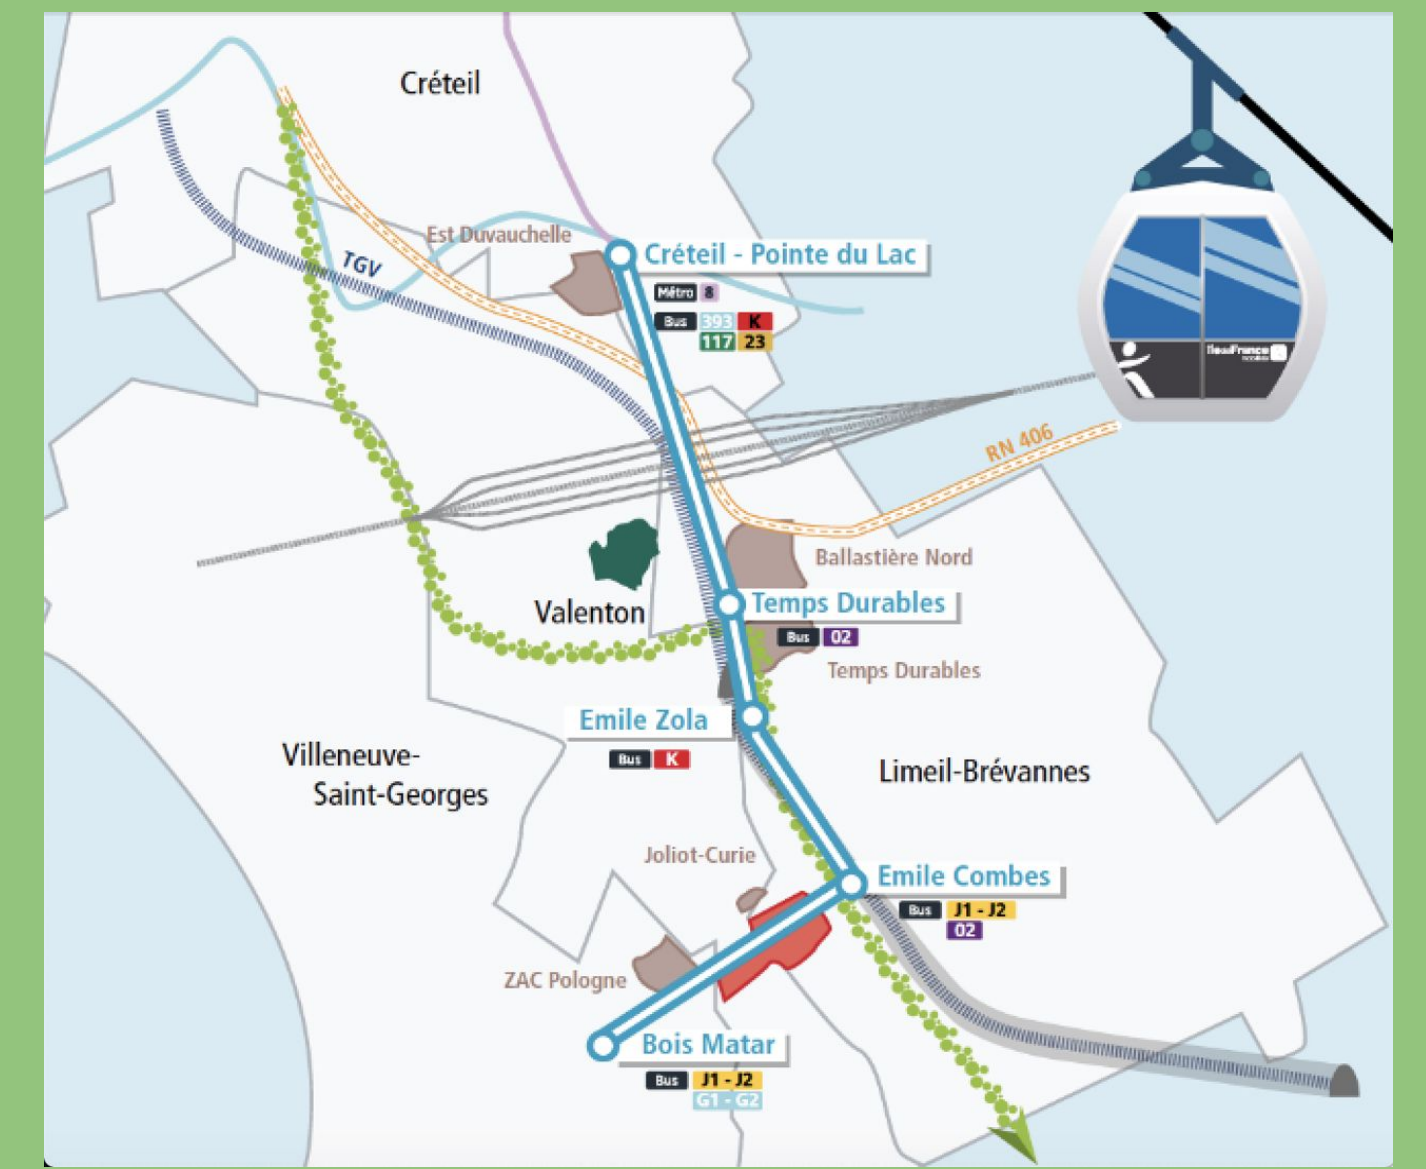 Créteil
Est Duvauchelle
TGV
Créteil - Pointe du Lac
Métro 8
Bus 393 K
117 23
îledeFrance
RN 406
Ballastière Nord
Valenton
Temps Durables
Bus 02
Temps Durables
Emile Zola
Bus K
Villeneuve-
Saint-Georges
Limeil-Brévannes
Joliot-Curie
Emile Combes
Bus J1 - J2
02
ZAC Pologne
Bois Matar
Bus J1 - J2
G1 - G2